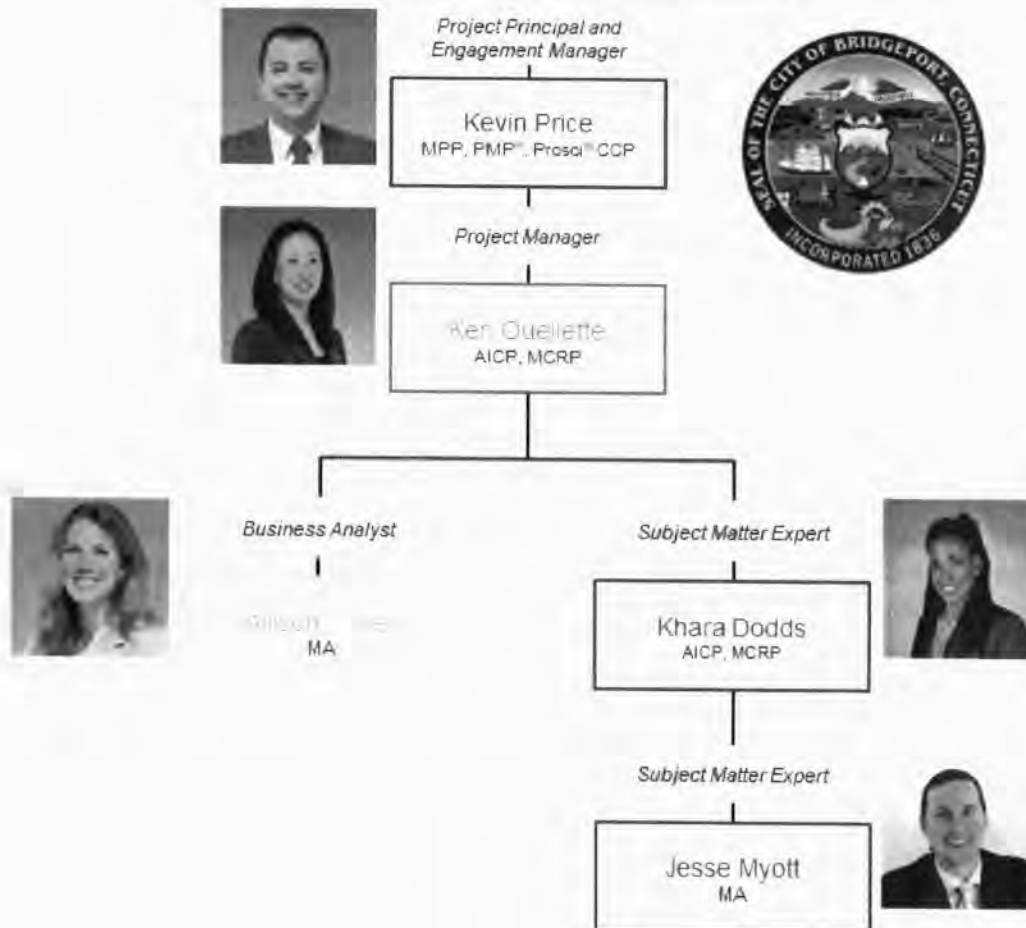 Project Principal and
Engagement Manager
SEAL OF THE CITY OF BRIDGEPORT CONNECTICUT
INCORPORATED 1836
Kevin Price
MPP, PMP®, Prosci® CCP
Project Manager
Keri Ouellette
AICP, MCRP
Business Analyst
MA
Subject Matter Expert
Khara Dodds
AICP, MCRP
Subject Matter Expert
Jesse Myott
MA